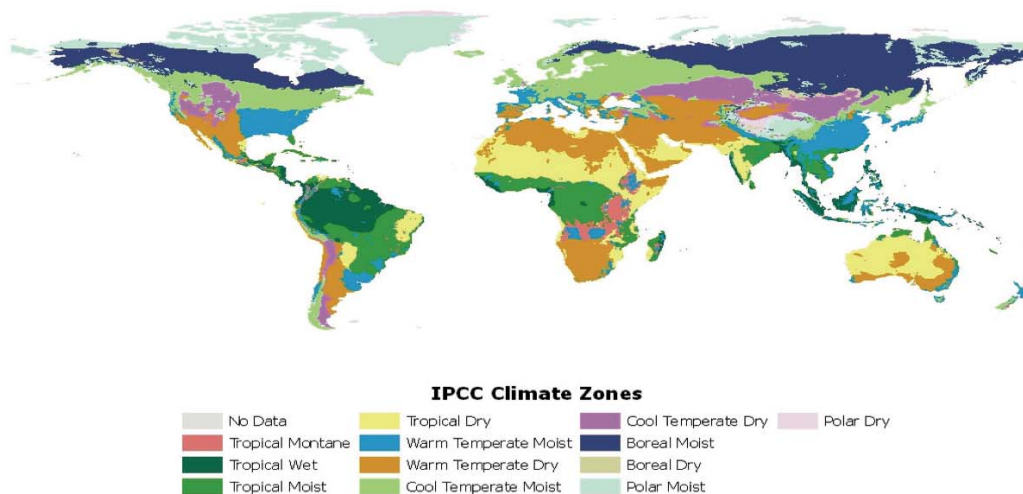 IPCC Climate Zones
No Data
Tropical Montane
Tropical Wet
Tropical Moist
Tropical Dry
Warm Temperate Moist
Warm Temperate Dry
Cool Temperate Moist
Cool Temperate Dry
Boreal Moist
Boreal Dry
Polar Moist
Polar Dry